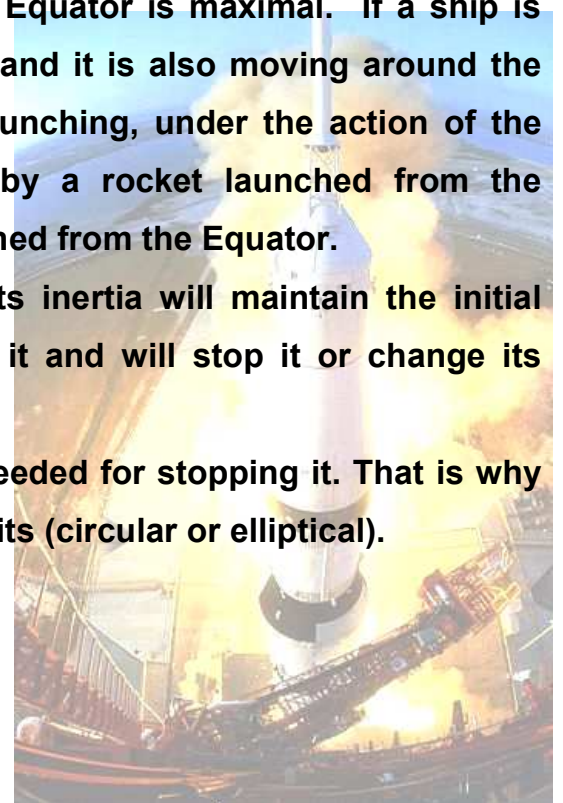 Equator is maximal. If a ship is
and it is also moving around the
unching, under the action of the
by a rocket launched from the
ned from the Equator.
ts inertia will maintain the initial
it and will stop it or change its
eeded for stopping it. That is why
its (circular or elliptical).